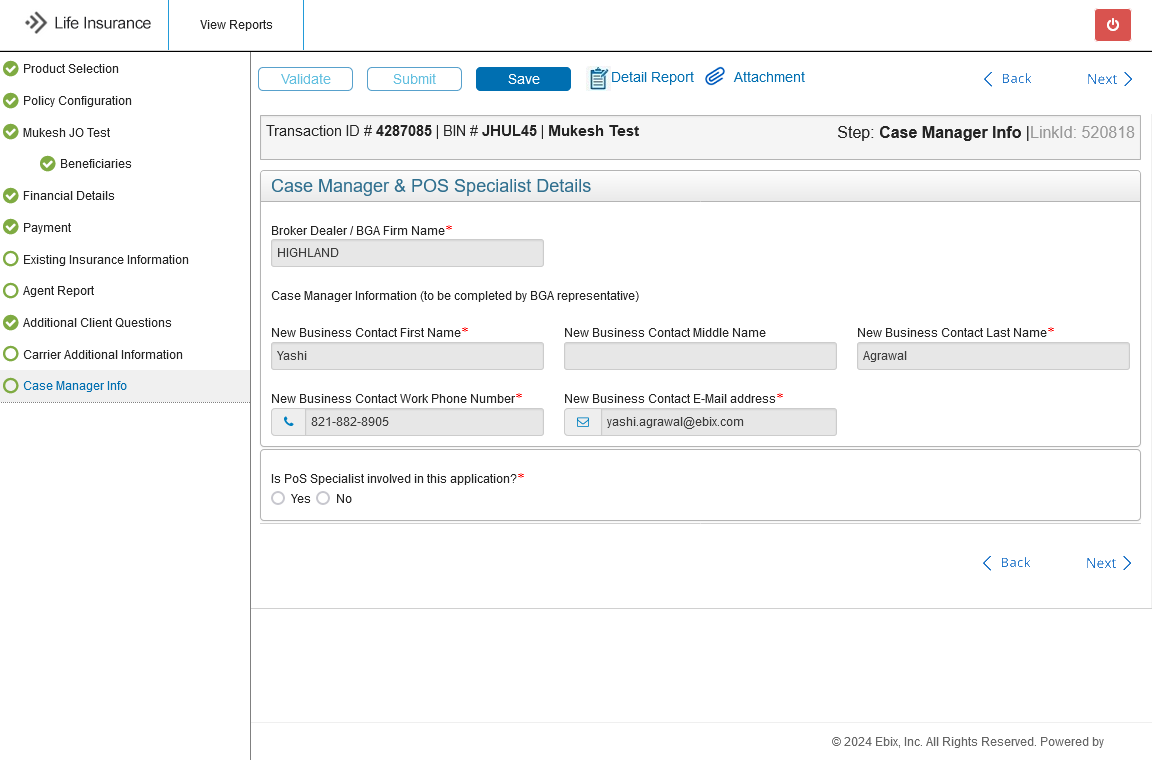 Life Insurance
View Reports
Product Selection
Policy Configuration
Mukesh JO Test
Beneficiaries
Financial Details
Payment
Existing Insurance Information
Agent Report
Additional Client Questions
Carrier Additional Information
Case Manager Info
Validate Submit Save Detail Report Attachment Back Next
Transaction ID # 4287085 | BIN # JHUL45 | Mukesh Test Step: Case Manager Info |LinkId: 520818
Case Manager & POS Specialist Details
Broker Dealer / BGA Firm Name*
HIGHLAND
Case Manager Information (to be completed by BGA representative)
New Business Contact First Name* New Business Contact Middle Name New Business Contact Last Name*
Yashi Agrawal
New Business Contact Work Phone Number* New Business Contact E-Mail address*
821-882-8905 yashi.agrawal@ebix.com
Is PoS Specialist involved in this application?*
Yes No
Back Next
© 2024 Ebix, Inc. All Rights Reserved. Powered by